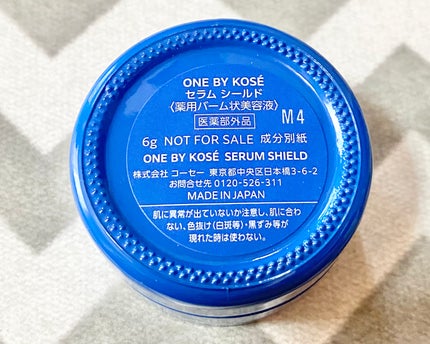 ONE BY KOSÉ
セラム シールド
〈薬用バーム状美容液〉
医薬部外品
M4
6g NOT FOR SALE 成分別紙
ONE BY KOSÉ SERUM SHIELD
株式会社 コーセー 東京都中央区日本橋3-6-2
お問合せ先 0120-526-311
MADE IN JAPAN
肌に異常が出ていないか注意し、肌に合わ
ない、色抜け(白斑等)・黒ずみ等が
現れた時は使わない。